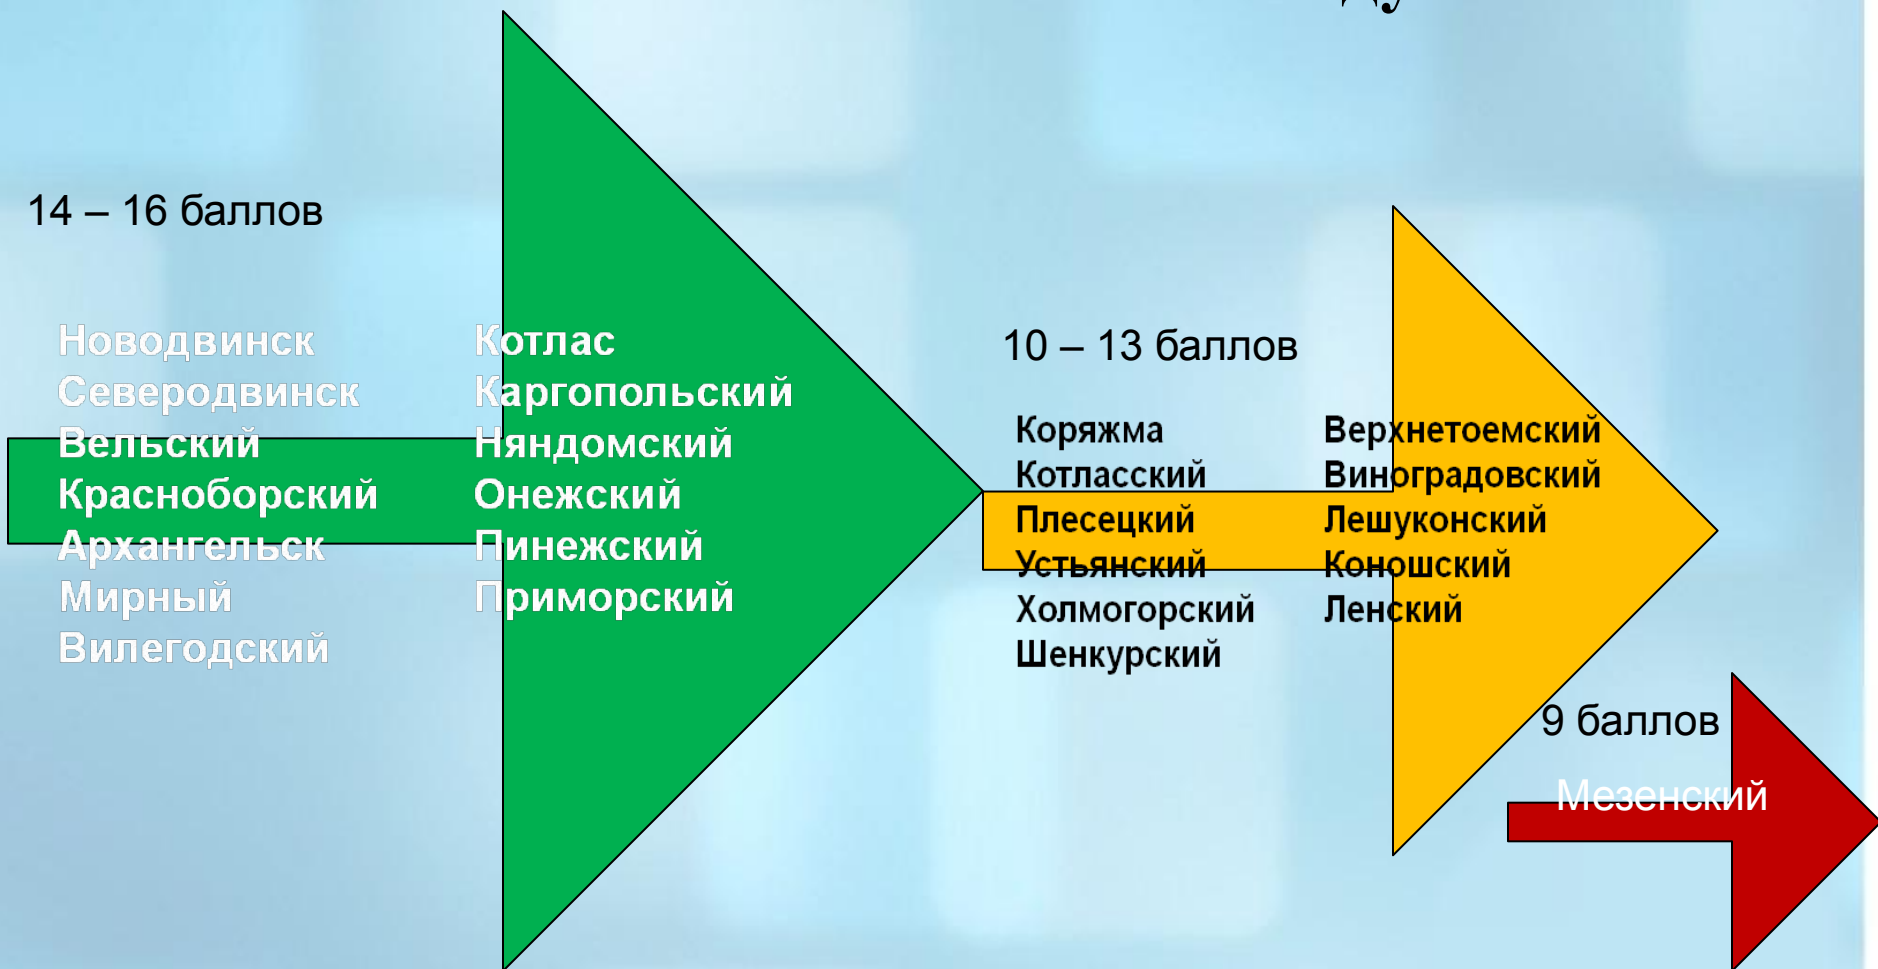 14 – 16 баллов
Новодвинск
Северодвинск
Вельский
Красноборский
Архангельск
Мирный
Вилегодский
Котлас
Каргопольский
Няндомский
Онежский
Пинежский
Приморский
10 – 13 баллов
Коряжма
Котласский
Плесецкий
Устьянский
Холмогорский
Шенкурский
Верхнетоемский
Виноградовский
Лешуконский
Коношский
Ленский
9 баллов
Мезенский